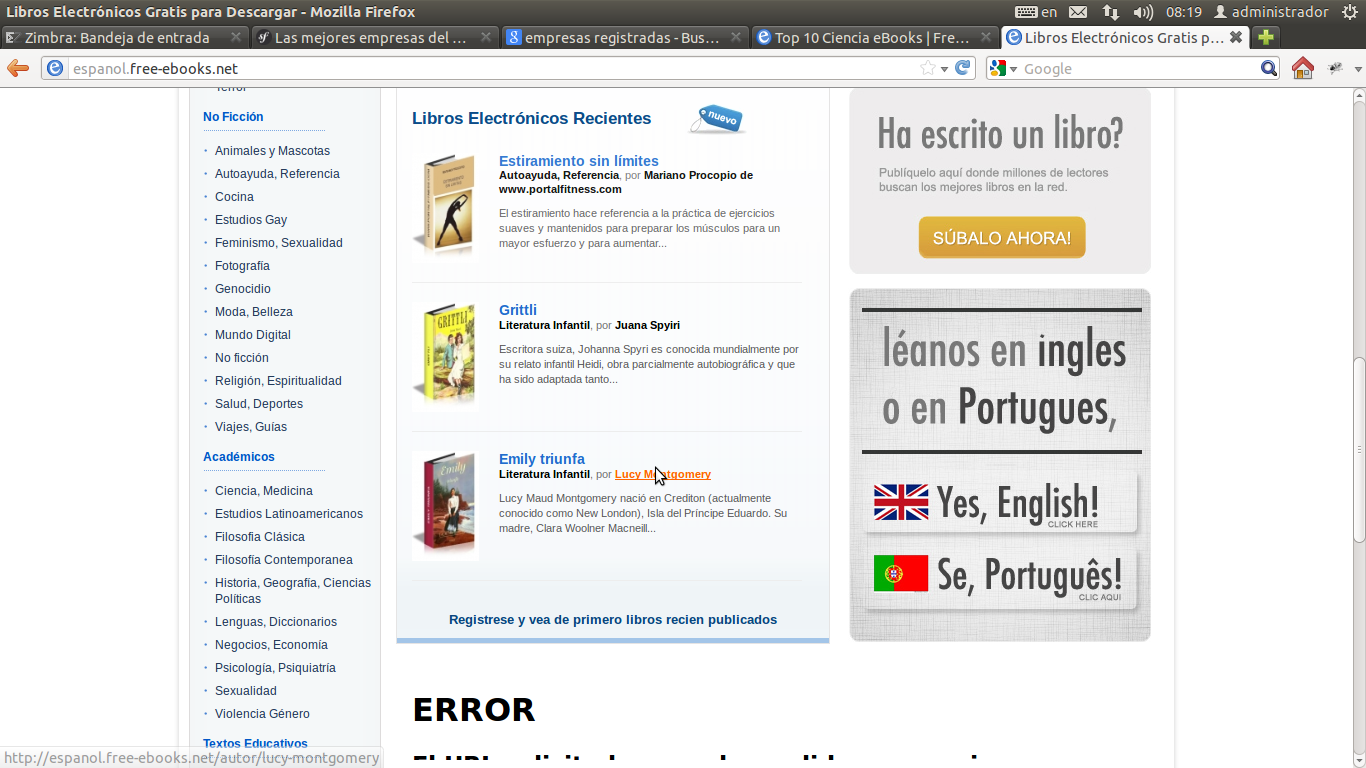 Libros Electrónicos Gratis para Descargar - Mozilla Firefox
en
08:19
administrador
Zimbra: Bandeja de entrada
Las mejores empresas del ...
empresas registradas - Bus...
Top 10 Ciencia eBooks | Fre...
Libros Electrónicos Gratis p...
espanol.free-ebooks.net
Google
Terror
No Ficción
Animales y Mascotas
Autoayuda, Referencia
Cocina
Estudios Gay
Feminismo, Sexualidad
Fotografía
Genocidio
Moda, Belleza
Mundo Digital
No ficción
Religión, Espiritualidad
Salud, Deportes
Viajes, Guías
Académicos
Ciencia, Medicina
Estudios Latinoamericanos
Filosofia Clásica
Filosofía Contemporanea
Historia, Geografía, Ciencias
Políticas
Lenguas, Diccionarios
Negocios, Economía
Psicología, Psiquiatría
Sexualidad
Violencia Género
Textos Educativos
http://espanol.free-ebooks.net/autor/lucy-montgomery
Libros Electrónicos Recientes
nuevo
Estiramiento sin límites
Autoayuda, Referencia, por Mariano Procopio de
www.portalfitness.com
El estiramiento hace referencia a la práctica de ejercicios
suaves y mantenidos para preparar los músculos para un
mayor esfuerzo y para aumentar...
GRITTLI
Grittli
Literatura Infantil, por Juana Spyiri
Escritora suiza, Johanna Spyri es conocida mundialmente por
su relato infantil Heidi, obra parcialmente autobiográfica y que
ha sido adaptada tanto...
Emily
Emily triunfa
Literatura Infantil, por Lucy Montgomery
Lucy Maud Montgomery nació en Crediton (actualmente
conocido como New London), Isla del Príncipe Eduardo. Su
madre, Clara Woolner Macneill...
Registrese y vea de primero libros recien publicados
ERROR
Ha escrito un libro?
Publíquelo aquí donde millones de lectores
buscan los mejores libros en la red.
SÚBALO AHORA!
léanos en ingles
o en Portugues,
Yes, English!
CLICK HERE
Se, Português!
CLIC AQUI